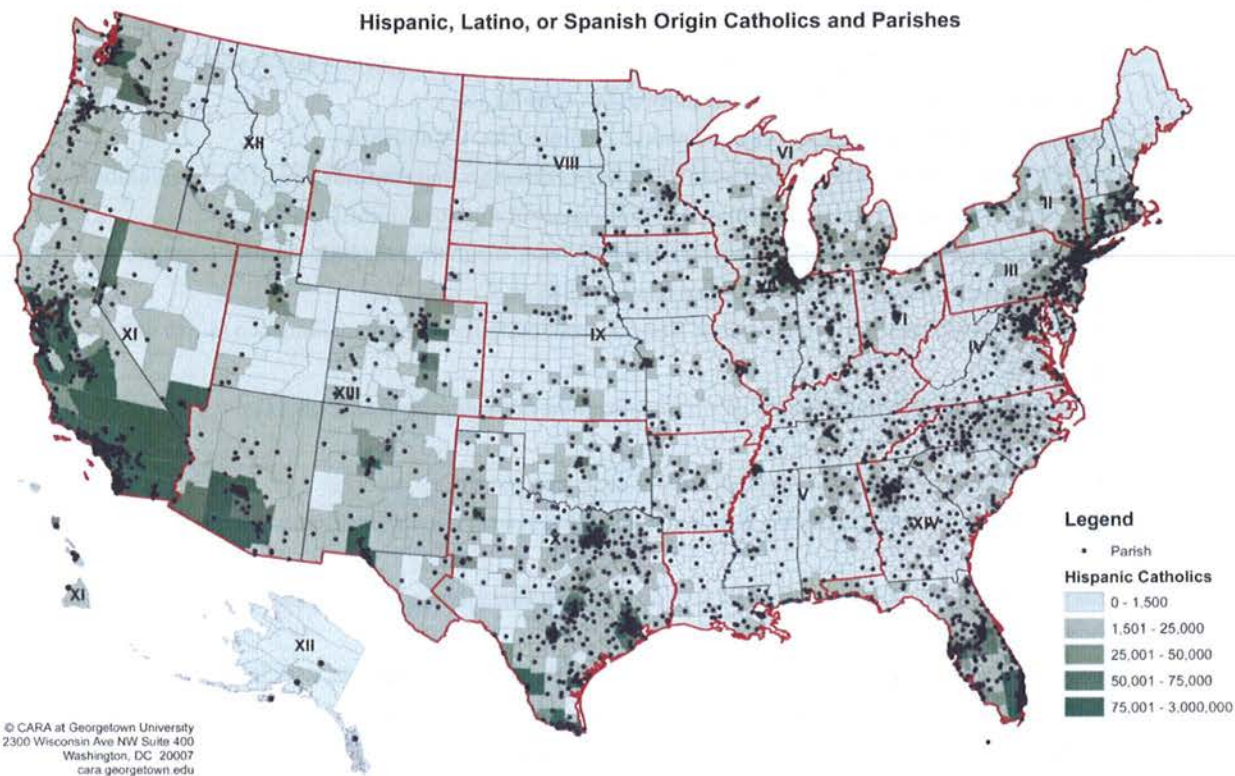 Hispanic, Latino, or Spanish Origin Catholics and Parishes
XII
VIII
VI
I
II
III
XI
IX
VII
VI
IV
XIII
X
V
XIV
XI
XII
Legend
Parish
Hispanic Catholics
0 - 1,500
1,501 - 25,000
25,001 - 50,000
50,001 - 75,000
75,001 - 3,000,000
© CARA at Georgetown University
2300 Wisconsin Ave NW Suite 400
Washington, DC 20007
cara.georgetown.edu